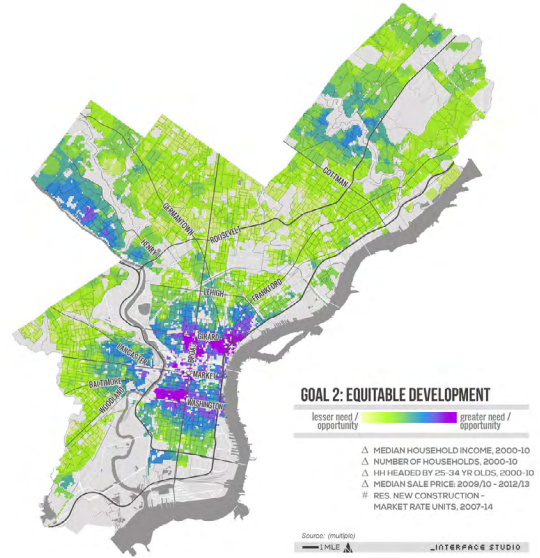 COTTMAN
GERMANTOWN
ROOSEVELT
HENRY
LEHIGH
FRANKFORD
GIRARD
BROAD
LANCASTER
MARKET
BALTIMORE
WOODLAND
WASHINGTON
GOAL 2: EQUITABLE DEVELOPMENT
lesser need / opportunity
greater need / opportunity
Δ MEDIAN HOUSEHOLD INCOME, 2000-10
Δ NUMBER OF HOUSEHOLDS, 2000-10
Δ HH HEADED BY 25-34 YR OLDS, 2000-10
Δ MEDIAN SALE PRICE: 2009/10 - 2012/13
# RES. NEW CONSTRUCTION -
MARKET RATE UNITS, 2007-14
Source: (multiple)
1 MILE
_INTERFACE STUDIO